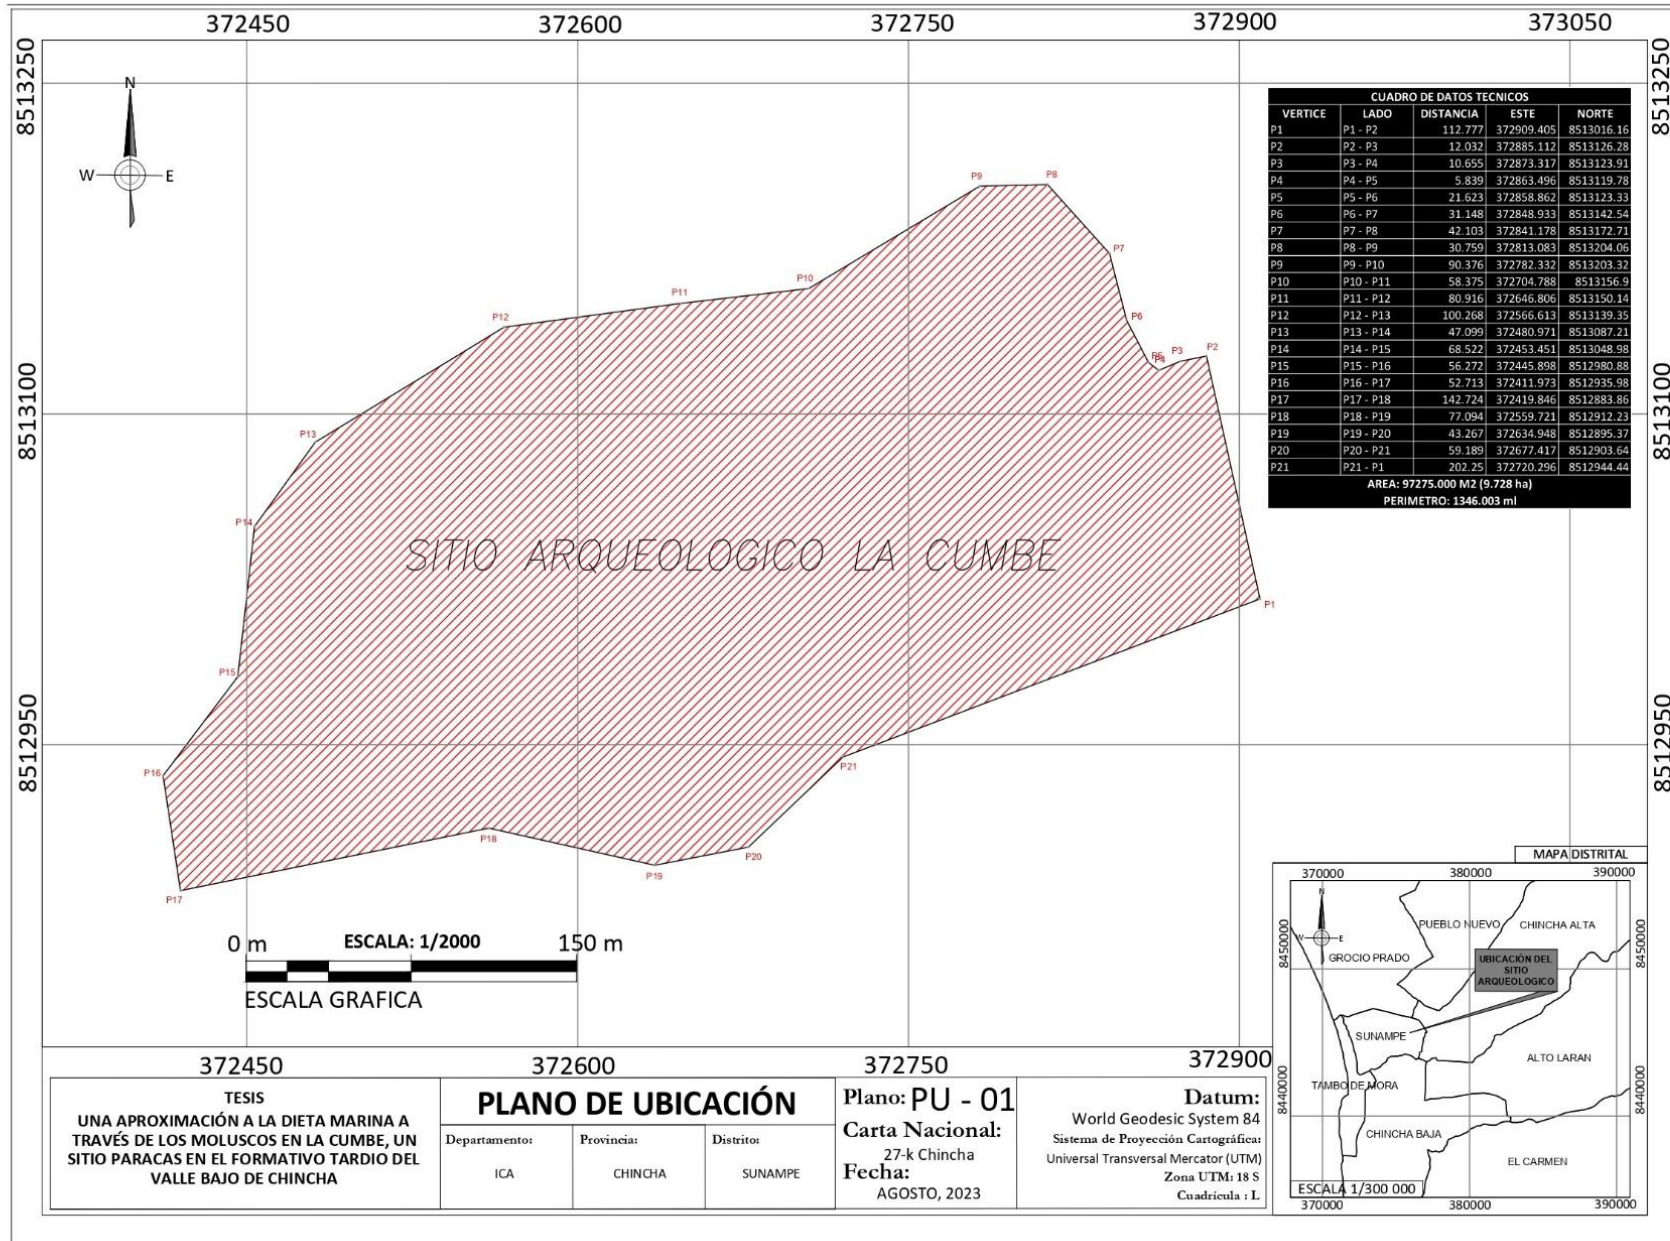 372450 372600 372750 372900 373050
8513250 8513250
N
W E
CUADRO DE DATOS TECNICOS
VERTICE LADO DISTANCIA ESTE NORTE
P1 P1 - P2 112.777 372909.405 8513016.16
P2 P2 - P3 12.032 372885.112 8513126.28
P3 P3 - P4 10.655 372873.317 8513123.91
P4 P4 - P5 5.839 372863.496 8513119.78
P5 P5 - P6 21.623 372858.862 8513123.33
P6 P6 - P7 31.148 372848.933 8513142.54
P7 P7 - P8 42.103 372841.178 8513172.71
P8 P8 - P9 30.759 372813.083 8513204.06
P9 P9 - P10 90.376 372782.332 8513203.32
P10 P10 - P11 58.375 372704.788 8513156.9
P11 P11 - P12 80.916 372646.806 8513150.14
P12 P12 - P13 100.268 372566.613 8513139.35
P13 P13 - P14 47.099 372480.971 8513087.21
P14 P14 - P15 68.522 372453.451 8513048.98
P15 P15 - P16 56.272 372445.898 8512980.88
P16 P16 - P17 52.713 372411.973 8512935.98
P17 P17 - P18 142.724 372419.846 8512883.86
P18 P18 - P19 77.094 372559.721 8512912.23
P19 P19 - P20 43.267 372634.948 8512895.37
P20 P20 - P21 59.189 372677.417 8512903.64
P21 P21 - P1 202.25 372720.296 8512944.44
AREA: 97275.000 M2 (9.728 ha)
PERIMETRO: 1346.003 ml
P9 P8
P7
P10
P11
P12 P6
P5 P3 P2
P4
8513100 8513100
P13
P14
SITIO ARQUEOLOGICO LA CUMBE
P1
P15
8512950 8512950
P16 P21
P18
P20
P19
P17
0 m ESCALA: 1/2000 150 m
ESCALA GRAFICA
372450 372600 372750 372900
MAPA DISTRITAL
370000 380000 390000
N
W E
PUEBLO NUEVO CHINCHA ALTA
8450000 8450000
GROCIO PRADO
UBICACIÓN DEL
SITIO
ARQUEOLOGICO
SUNAMPE
ALTO LARAN
TAMBO DE MORA
8440000 8440000
CHINCHA BAJA
EL CARMEN
ESCALA 1/300 000
370000 380000 390000
TESIS
UNA APROXIMACIÓN A LA DIETA MARINA A
TRAVÉS DE LOS MOLUSCOS EN LA CUMBE, UN
SITIO PARACAS EN EL FORMATIVO TARDIO DEL
VALLE BAJO DE CHINCHA
PLANO DE UBICACIÓN
Departamento: Provincia: Distrito:
ICA CHINCHA SUNAMPE
Plano: PU - 01
Carta Nacional:
27-k Chincha
Fecha:
AGOSTO, 2023
Datum:
World Geodesic System 84
Sistema de Proyección Cartográfica:
Universal Transversal Mercator (UTM)
Zona UTM: 18 S
Cuadrícula : L